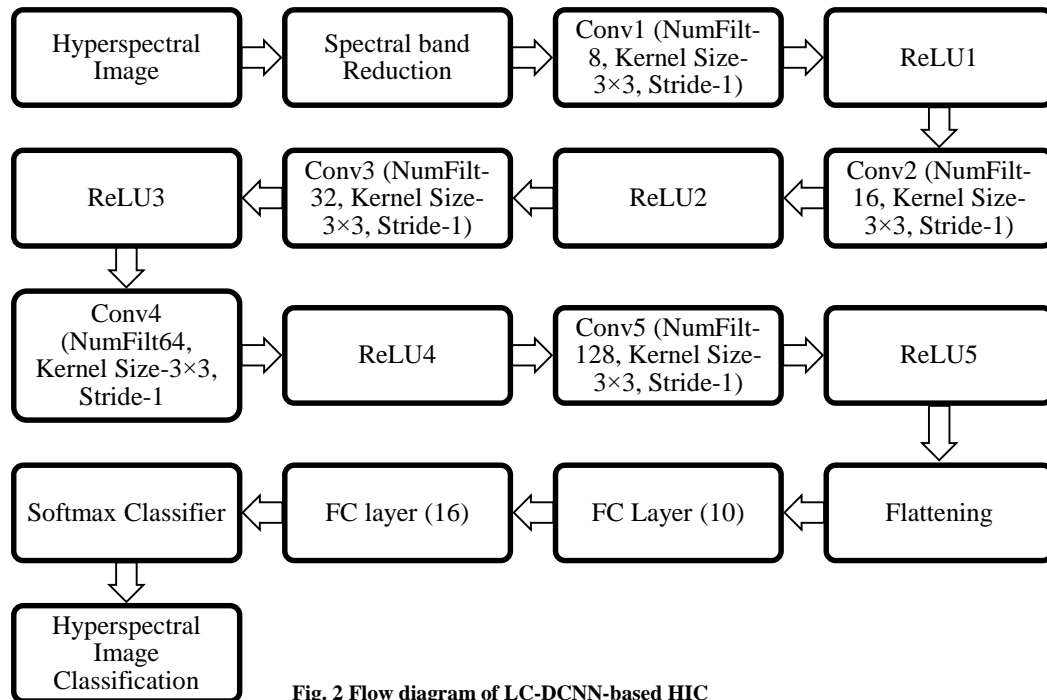 Hyperspectral
Image
Spectral band
Reduction
Conv1 (NumFilt-
8, Kernel Size-
3×3, Stride-1)
ReLU1
Conv2 (NumFilt-
16, Kernel Size-
3×3, Stride-1)
ReLU2
Conv3 (NumFilt-
32, Kernel Size-
3×3, Stride-1)
ReLU3
Conv4
(NumFilt64,
Kernel Size-3×3,
Stride-1
ReLU4
Conv5 (NumFilt-
128, Kernel Size-
3×3, Stride-1)
ReLU5
Flattening
FC Layer (10)
FC layer (16)
Softmax Classifier
Hyperspectral
Image
Classification
Fig. 2 Flow diagram of LC-DCNN-based HIC